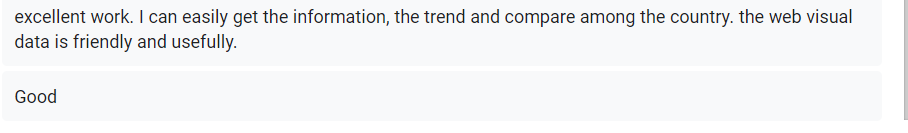 excellent work. I can easily get the information, the trend and compare among the country. the web visual
data is friendly and usefully.
Good